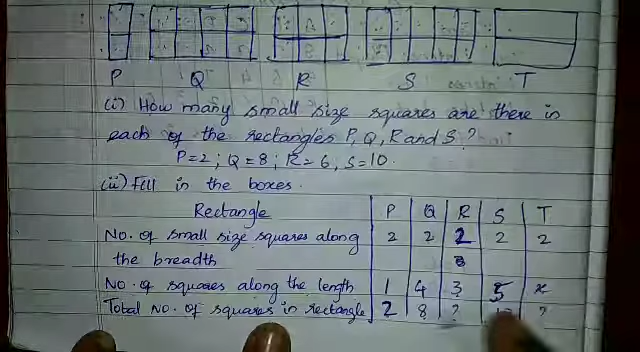 P Q R S T
(i) How many small size squares are there in
each of the rectangles P, Q, R and S?
P=2; Q=8; R=6, S=10.
(ii) Fill in the boxes.
Rectangle P Q R S T
No. of small size squares along 2 2 2 2 2
the breadth
No. of squares along the length 1 4 3 5 x
Total No. of squares in rectangle 2 8 ? ?